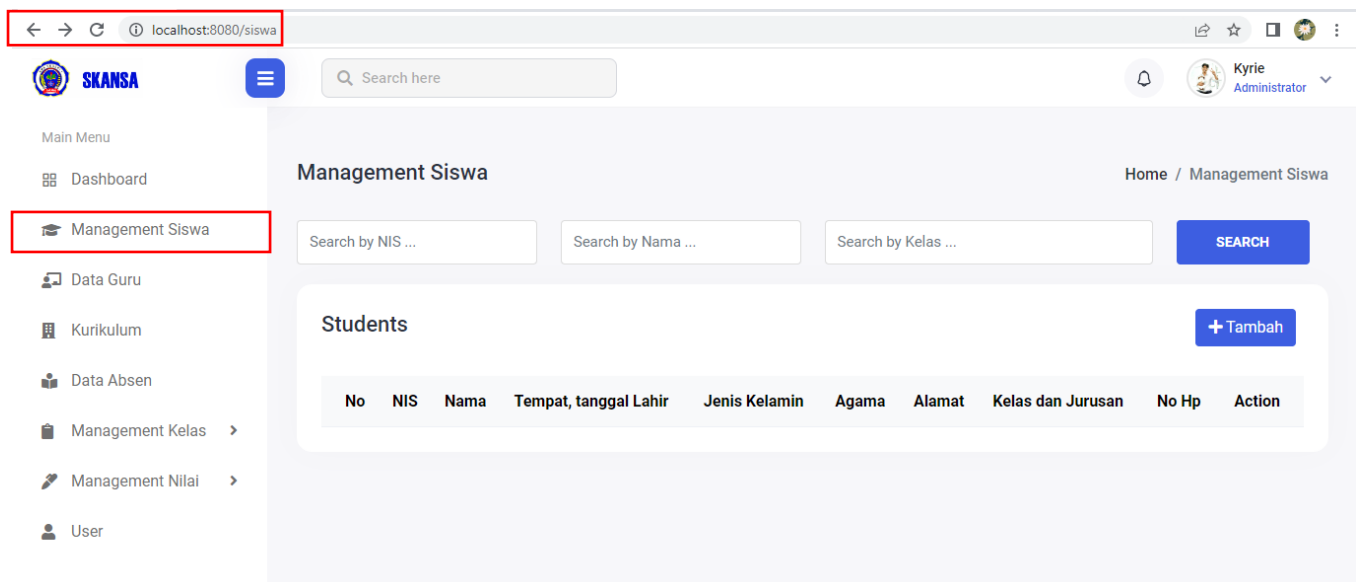 localhost:8080/siswa
SKANSA
Search here
Kyrie
Administrator
Main Menu
Dashboard
Management Siswa
Data Guru
Kurikulum
Data Absen
Management Kelas
Management Nilai
User
Management Siswa
Home / Management Siswa
Search by NIS ...
Search by Nama ...
Search by Kelas ...
SEARCH
Students
+ Tambah
No NIS Nama Tempat, tanggal Lahir Jenis Kelamin Agama Alamat Kelas dan Jurusan No Hp Action